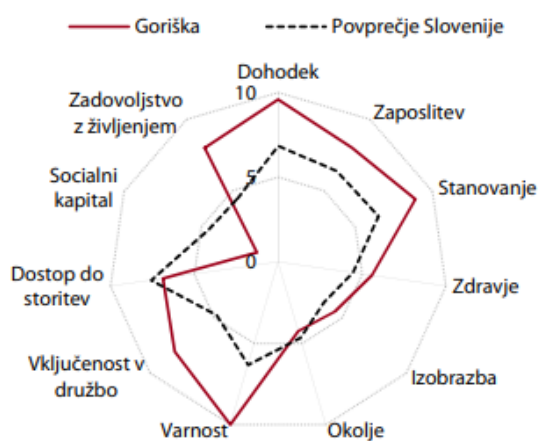 Goriška
Povprečje Slovenije
Dohodek
10
Zadovoljstvo
z življenjem
Zaposlitev
Socialni
kapital
5
Stanovanje
0
Dostop do
storitev
Zdravje
Vključenost v
družbo
Izobrazba
Varnost
Okolje